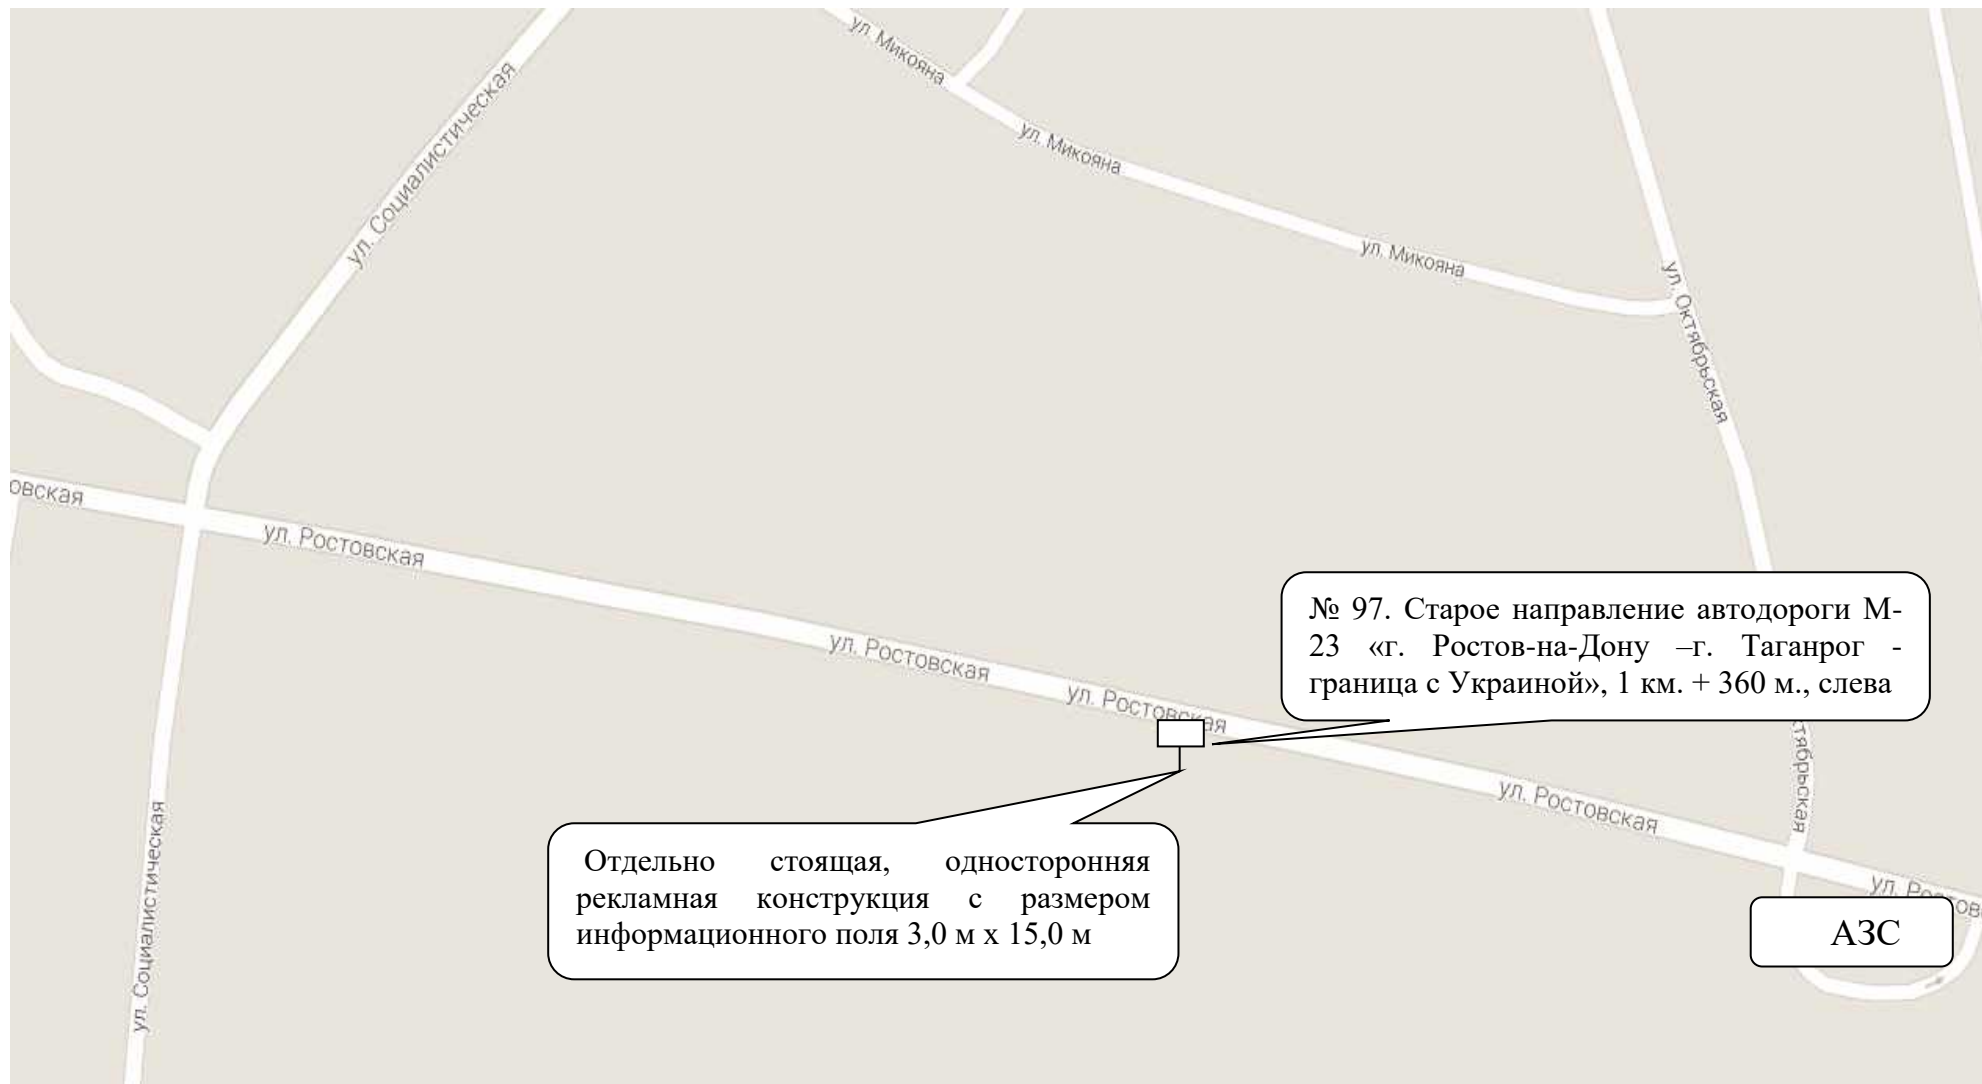 ул. Микояна
ул. Социалистическая
ул. Микояна
ул. Микояна
ул. Октябрьская
овская
ул. Ростовская
№ 97. Старое направление автодороги М-
23 «г. Ростов-на-Дону –г. Таганрог -
граница с Украиной», 1 км. + 360 м., слева
ул. Ростовская
ул. Ростовская
тябрьская
ул. Ростовская
ул. Социалистическая
Отдельно стоящая, односторонняя
рекламная конструкция с размером
информационного поля 3,0 м х 15,0 м
ул.
АЗС